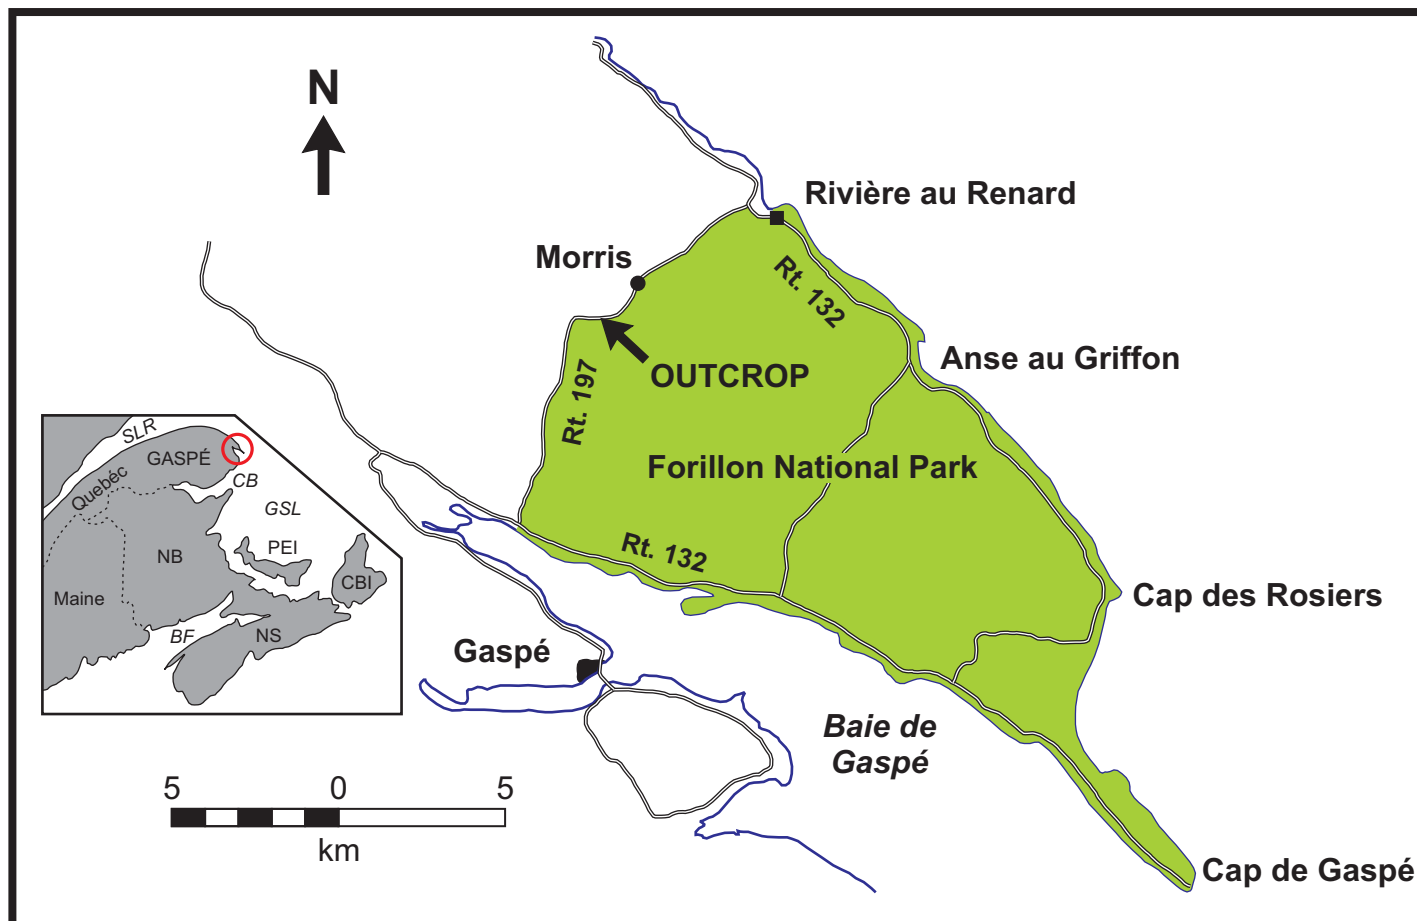 N
Rivière au Renard
Morris
Rt. 132
Anse au Griffon
OUTCROP
Rt. 197
Forillon National Park
Rt. 132
Cap des Rosiers
Gaspé
Baie de
Gaspé
Cap de Gaspé
SLR
GASPÉ
Quebéc
CB
GSL
NB
PEI
CBI
Maine
BF
NS
5 0 5
km